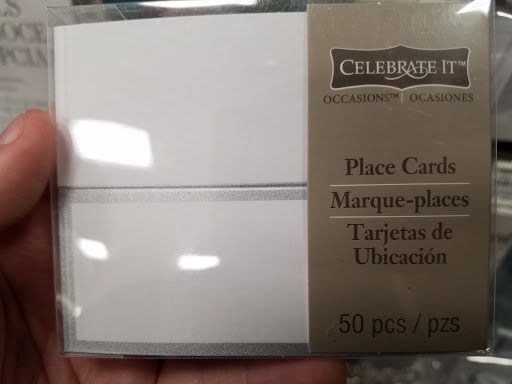 CELEBRATE IT™
OCCASIONS™ | OCASIONES
Place Cards
Marque-places
Tarjetas de
Ubicación
50 pcs / pzs